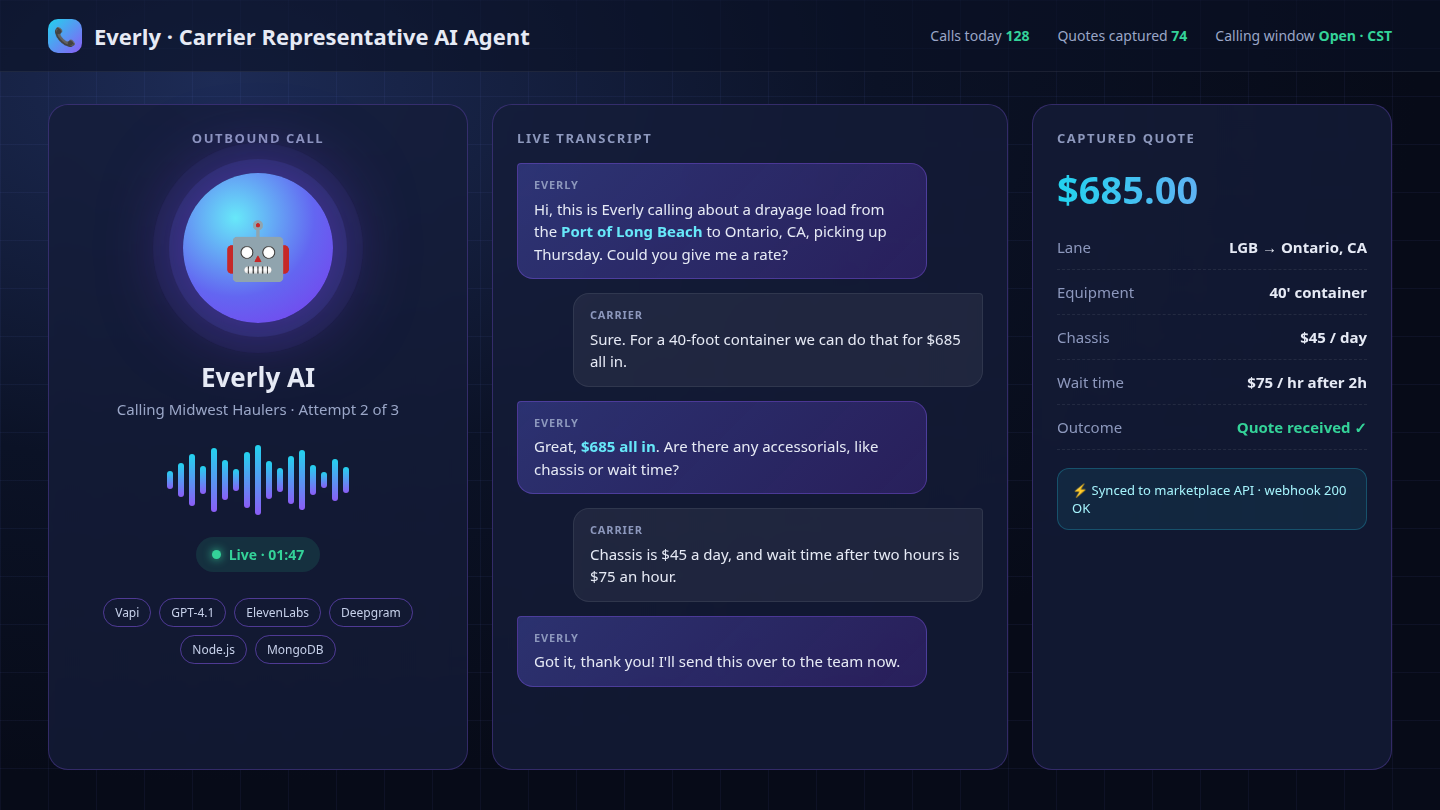 Everly · Carrier Representative AI Agent
Calls today 128
Quotes captured 74
Calling window Open · CST
OUTBOUND CALL
Everly AI
Calling Midwest Haulers · Attempt 2 of 3
Live · 01:47
Vapi
GPT-4.1
ElevenLabs
Deepgram
Node.js
MongoDB
LIVE TRANSCRIPT
EVERLY
Hi, this is Everly calling about a drayage load from
the Port of Long Beach to Ontario, CA, picking up
Thursday. Could you give me a rate?
CARRIER
Sure. For a 40-foot container we can do that for $685
all in.
EVERLY
Great, $685 all in. Are there any accessorials, like
chassis or wait time?
CARRIER
Chassis is $45 a day, and wait time after two hours is
$75 an hour.
EVERLY
Got it, thank you! I'll send this over to the team now.
CAPTURED QUOTE
$685.00
Lane LGB → Ontario, CA
Equipment 40' container
Chassis $45 / day
Wait time $75 / hr after 2h
Outcome Quote received ✓
⚡ Synced to marketplace API · webhook 200
OK